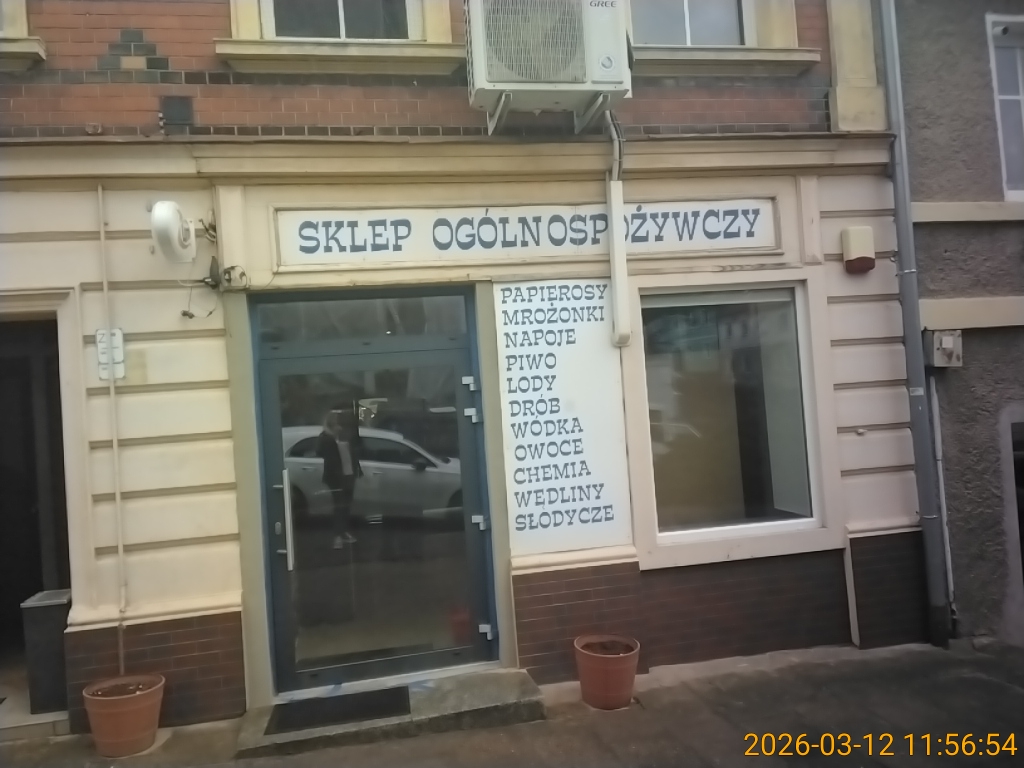 GREE
SKLEP OGÓLNOSPOŻYWCZY
PAPIEROSY
MROŻONKI
NAPOJE
PIWO
LODY
DRÓB
WÓDKA
OWOCE
CHEMIA
WĘDLINY
SŁODYCZE
2026-03-12 11:56:54